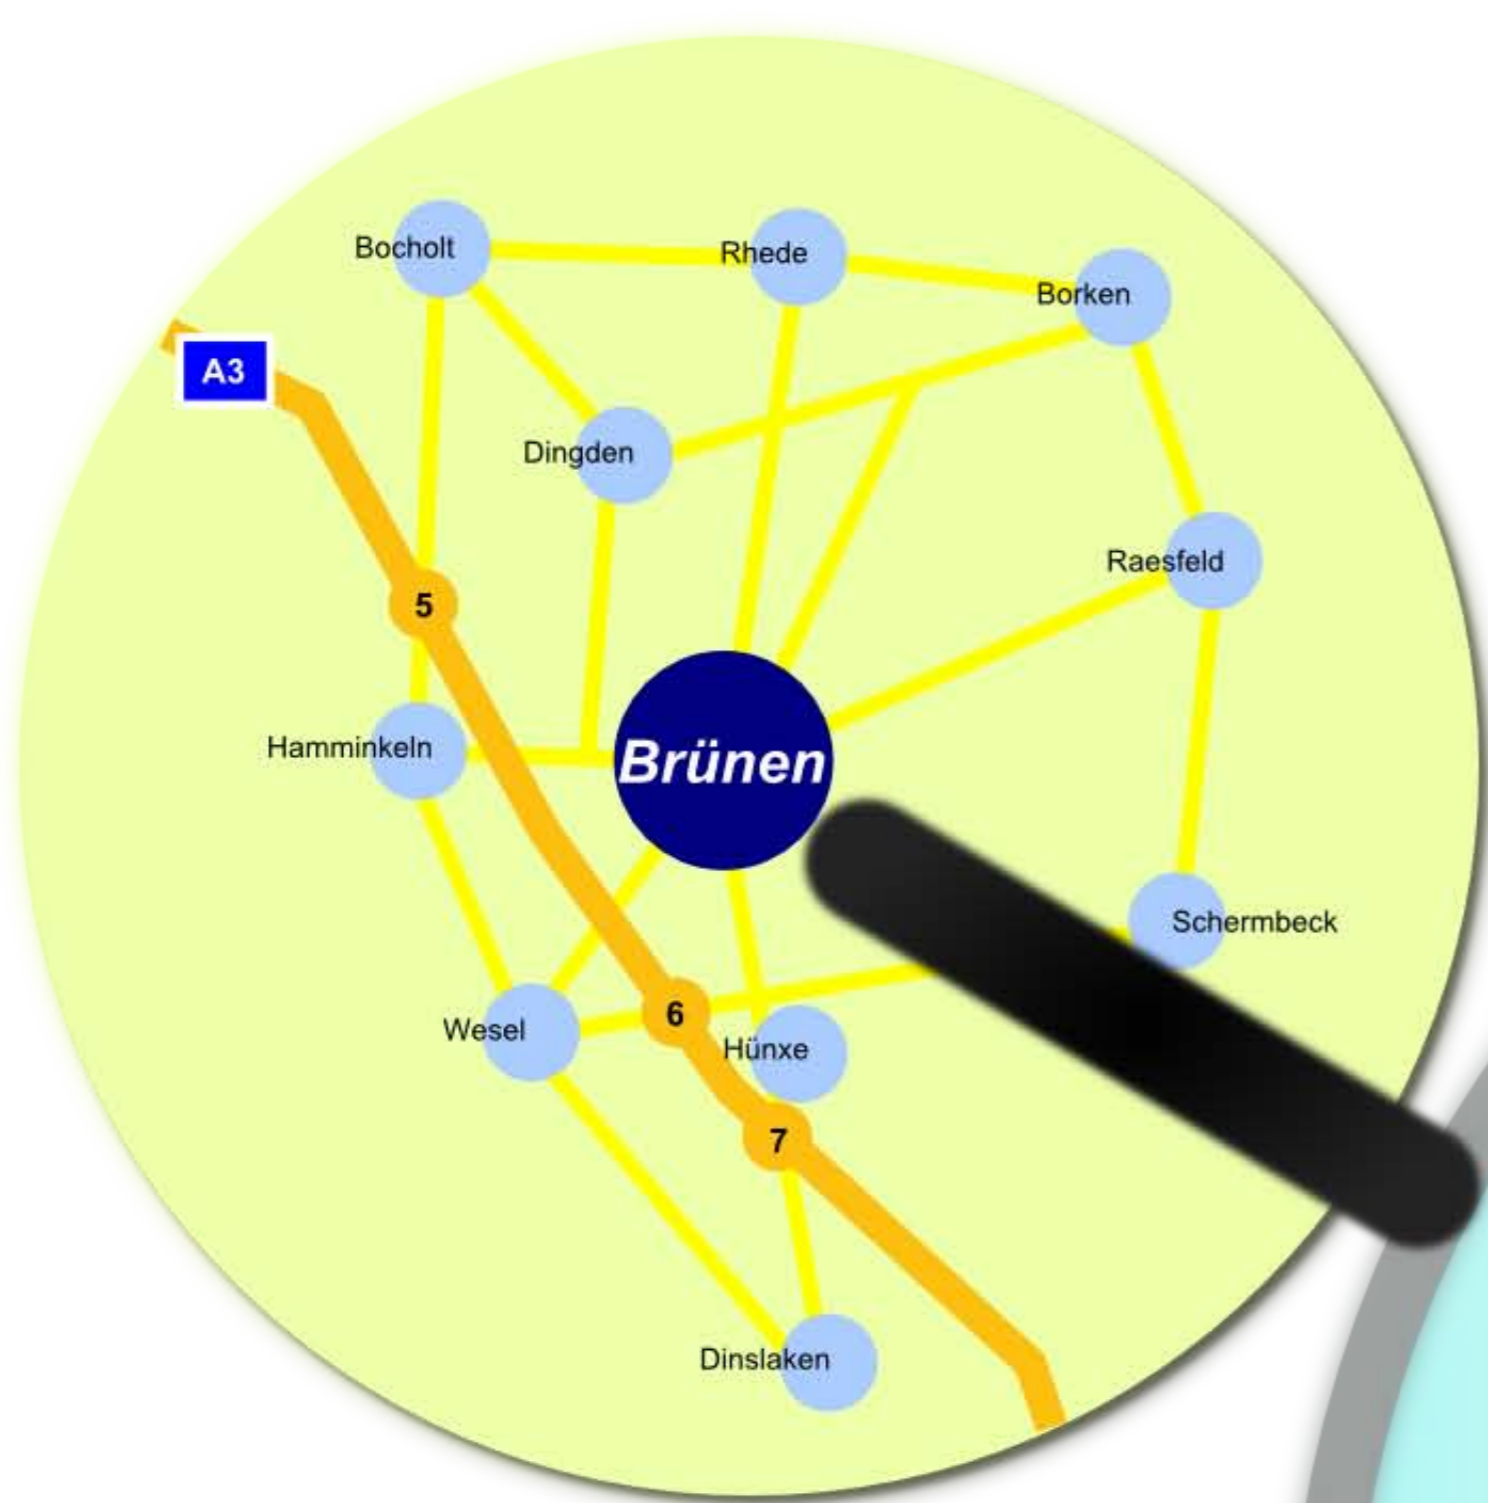 Bocholt
Rhede
Borken
A3
Dingden
Raesfeld
5
Hamminkeln
Brünen
Schermbeck
6
Wesel
Hünxe
7
Dinslaken